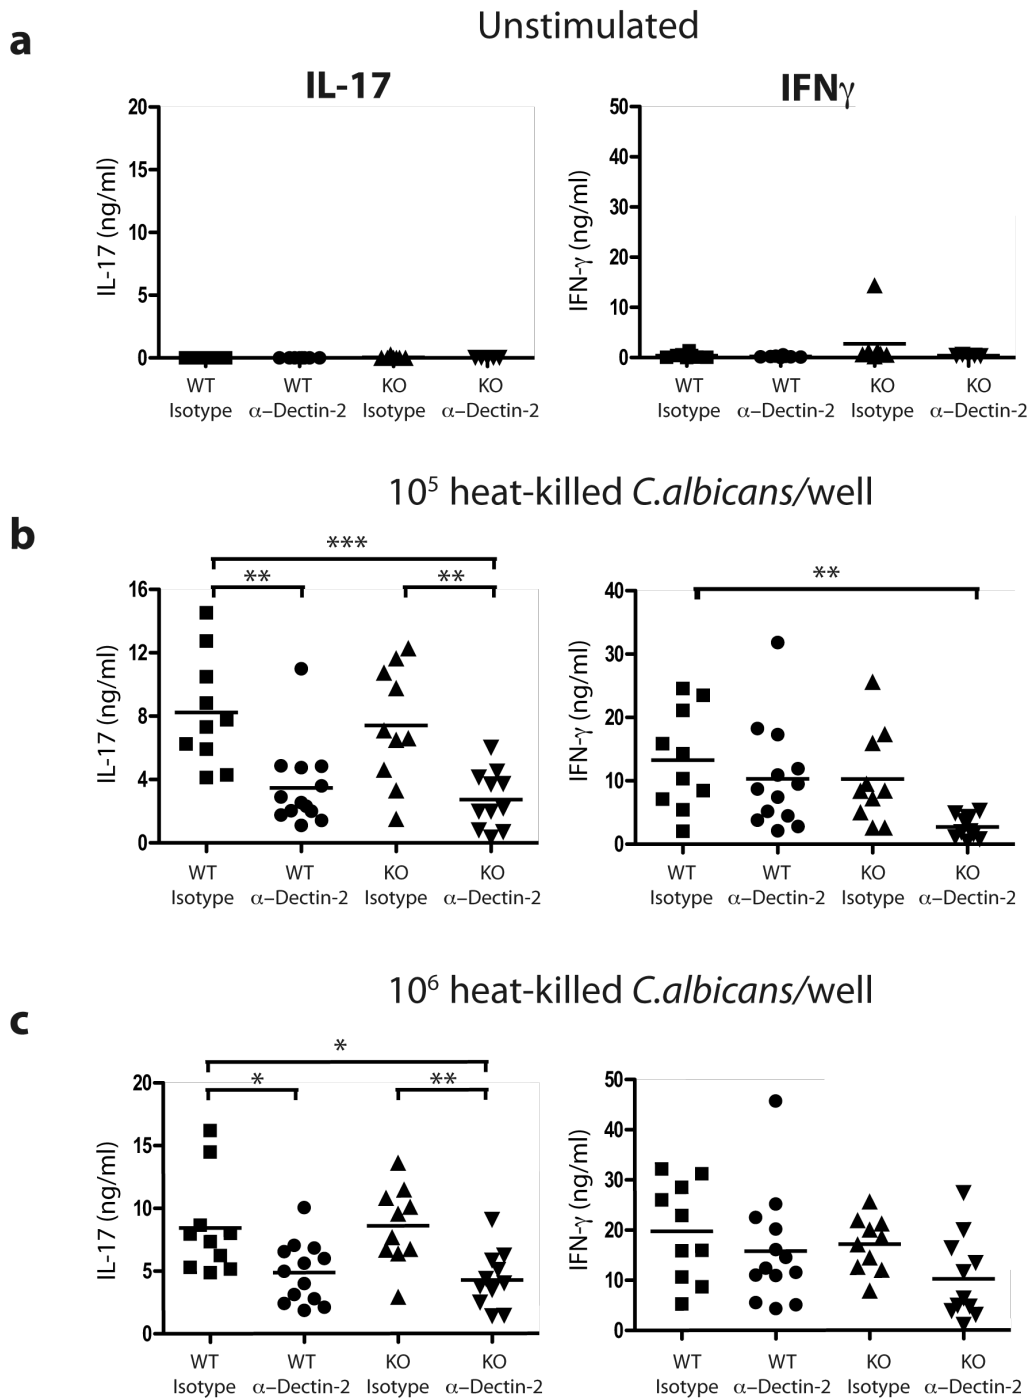 a
Unstimulated
IL-17
IFNγ
IL-17 (ng/ml)
20
15
10
5
0
WT WT KO KO
Isotype α–Dectin-2 Isotype α–Dectin-2
IFN-γ (ng/ml)
50
40
30
20
10
0
WT WT KO KO
Isotype α–Dectin-2 Isotype α–Dectin-2
b
10⁵ heat-killed C.albicans/well
***
** **
IL-17 (ng/ml)
16
12
8
4
0
WT WT KO KO
Isotype α–Dectin-2 Isotype α–Dectin-2
**
IFN-γ (ng/ml)
40
30
20
10
0
WT WT KO KO
Isotype α–Dectin-2 Isotype α–Dectin-2
c
10⁶ heat-killed C.albicans/well
*
* **
IL-17 (ng/ml)
20
15
10
5
0
WT WT KO KO
Isotype α–Dectin-2 Isotype α–Dectin-2
IFN-γ (ng/ml)
50
40
30
20
10
0
WT WT KO KO
Isotype α–Dectin-2 Isotype α–Dectin-2